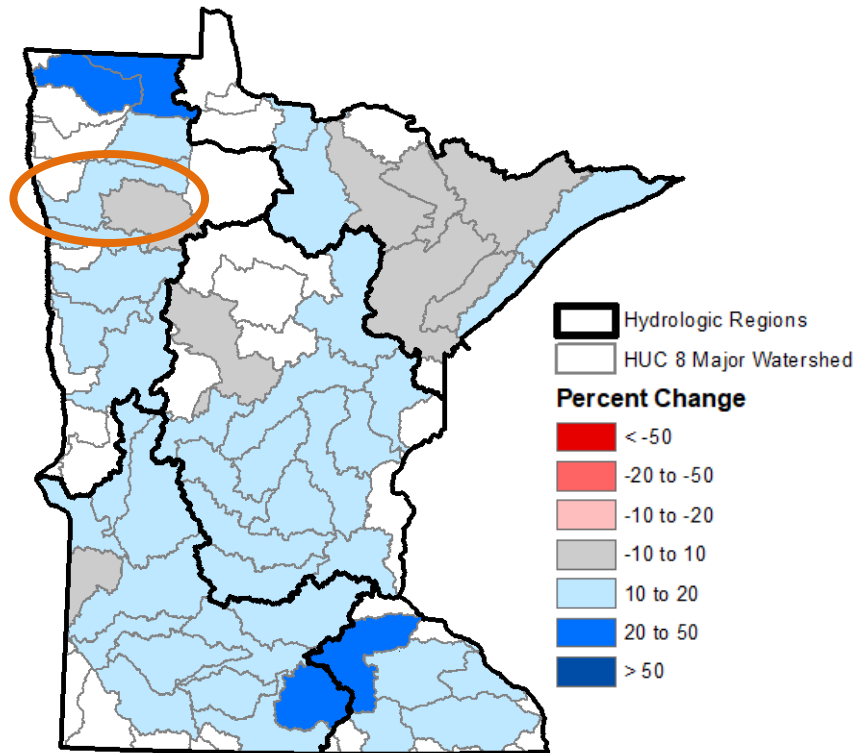 Hydrologic Regions
HUC 8 Major Watershed
Percent Change
< -50
-20 to -50
-10 to -20
-10 to 10
10 to 20
20 to 50
> 50